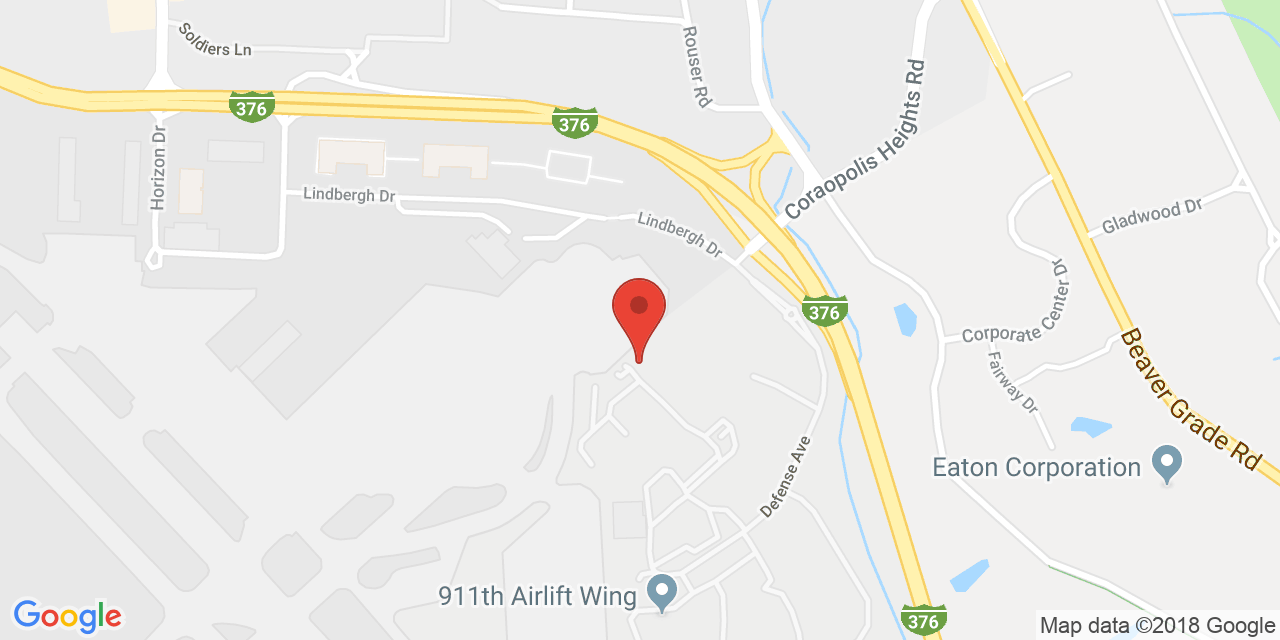 Soldiers Ln
Rouser Rd
Coraopolis Heights Rd
376
376
Horizon Dr
Lindbergh Dr
Lindbergh Dr
Gladwood Dr
Corporate Center Dr
376
Fairway Dr
Beaver Grade Rd
Eaton Corporation
Defense Ave
911th Airlift Wing
376
Google
Map data ©2018 Google